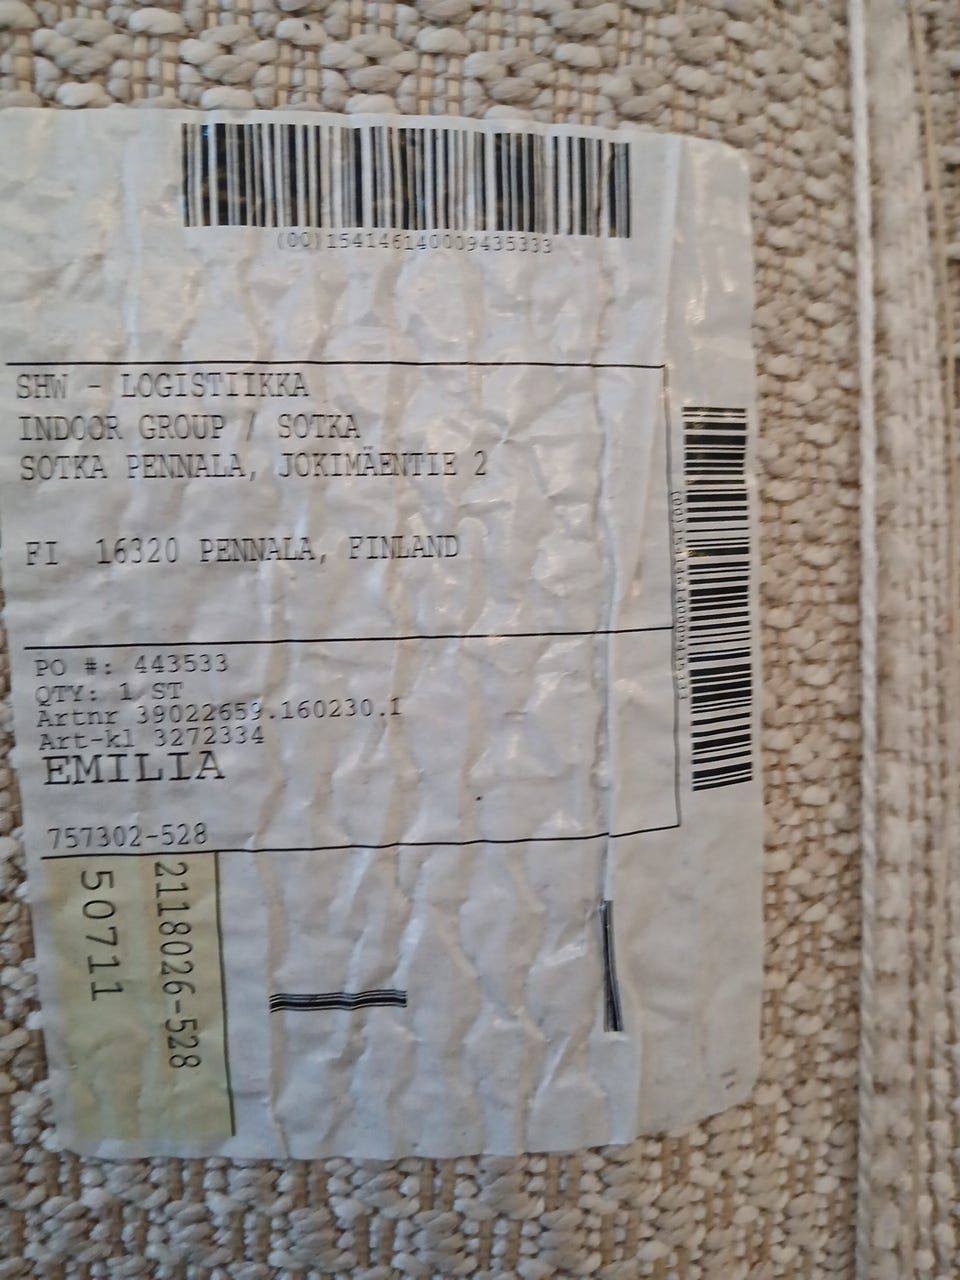 (00)154146140009435333
SHW - LOGISTIIKKA
INDOOR GROUP / SOTKA
SOTKA PENNALA, JOKIMÄENTIE 2
FI 16320 PENNALA, FINLAND
PO #: 443533
QTY: 1 ST
Artnr 39022659.160230.1
Art-kl 3272334
EMILIA
757302-528
2118026-528
50711